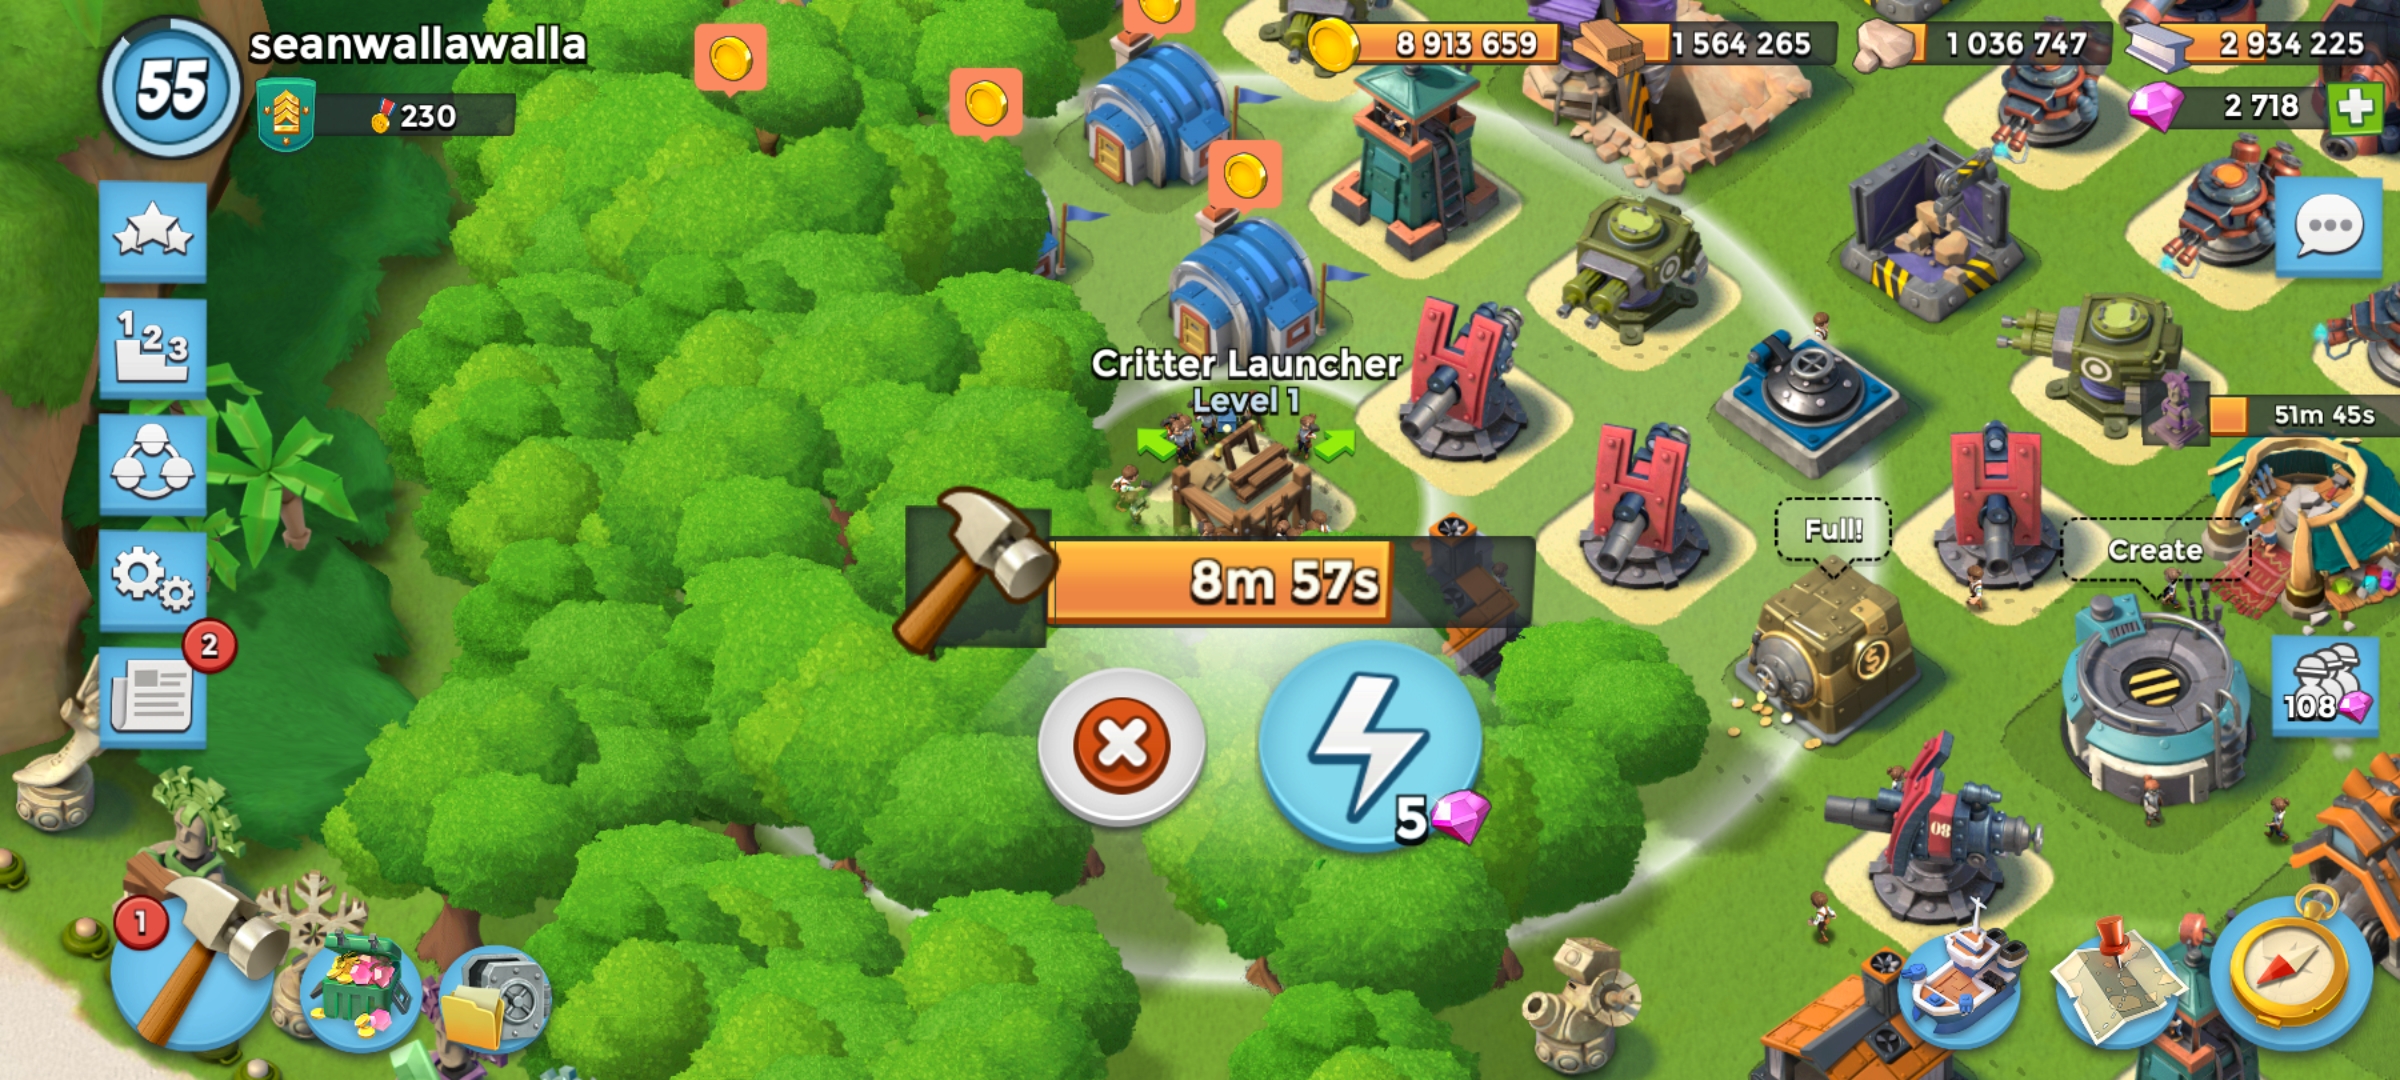 55
seanwallawalla
230
8 913 659
1 564 265
1 036 747
2 934 225
2 718
123
Critter Launcher
Level 1
51m 45s
Full!
Create
8m 57s
2
108
08
5
1